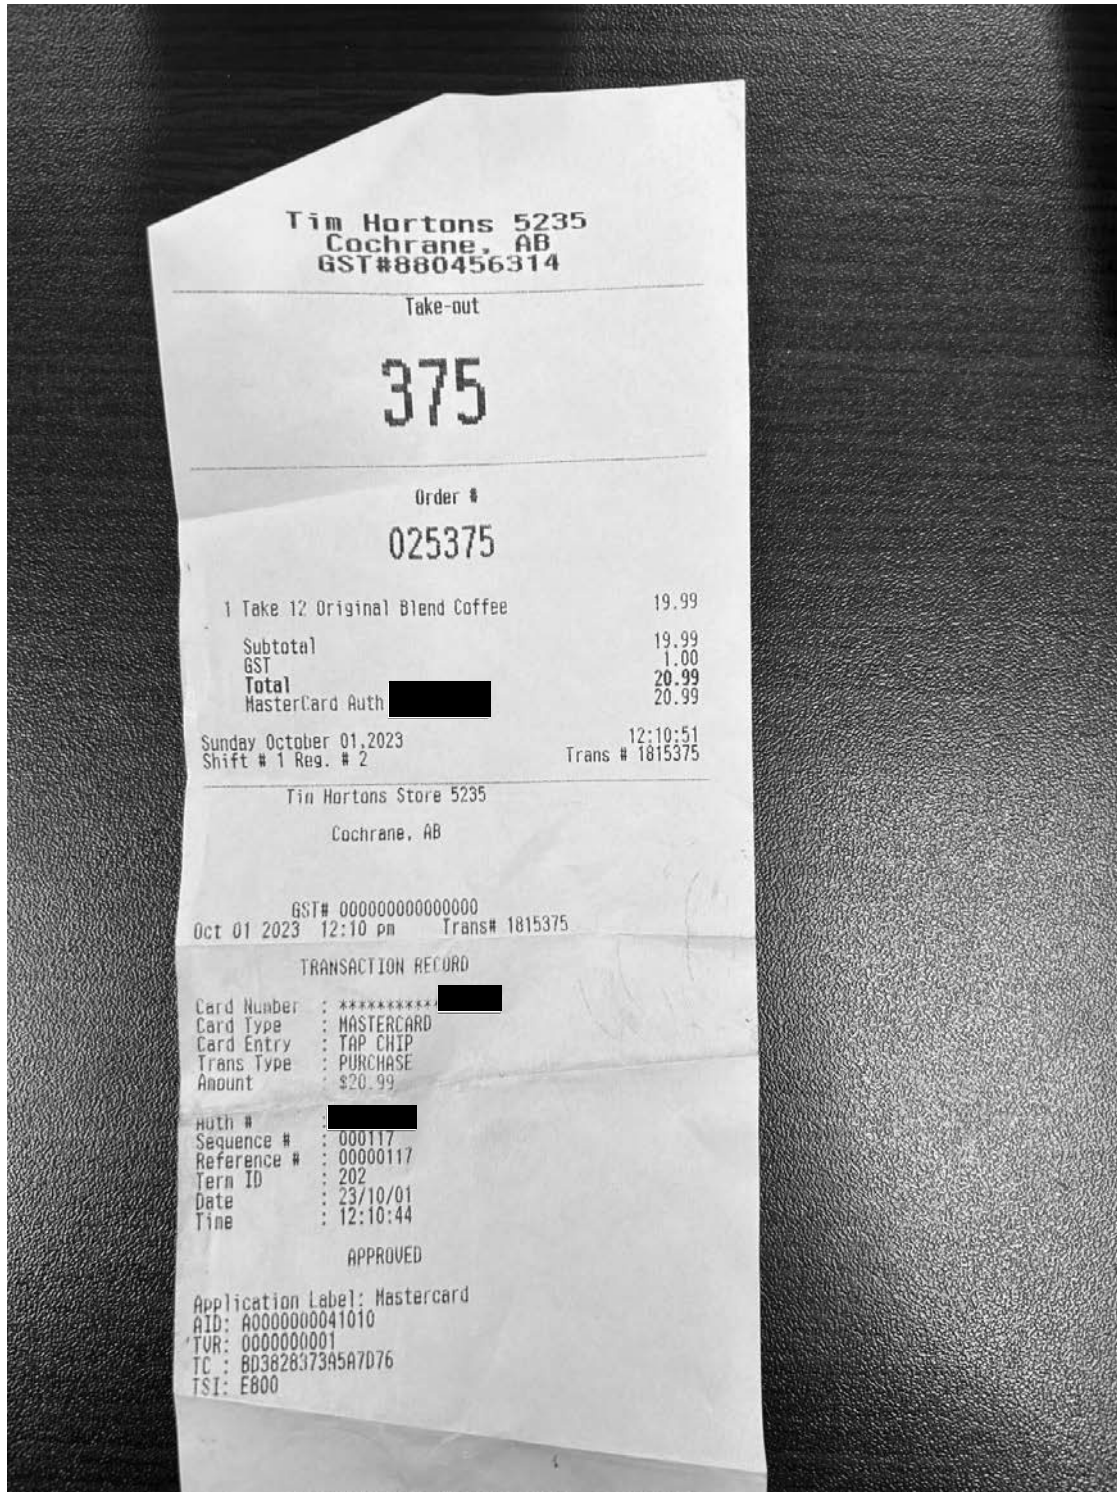 Tim Hortons 5235
Cochrane, AB
GST#880456314
Take-out
375
Order #
025375
1 Take 12 Original Blend Coffee 19.99
Subtotal 19.99
GST 1.00
Total 20.99
MasterCard Auth 20.99
Sunday October 01,2023 12:10:51
Shift # 1 Reg. # 2 Trans # 1815375
Tim Hortons Store 5235
Cochrane, AB
GST# 000000000000000
Oct 01 2023 12:10 pm Trans# 1815375
TRANSACTION RECORD
Card Number : ***********
Card Type : MASTERCARD
Card Entry : TAP CHIP
Trans Type : PURCHASE
Amount : $20.99
Auth # :
Sequence # : 000117
Reference # : 00000117
Term ID : 202
Date : 23/10/01
Time : 12:10:44
APPROVED
Application Label: Mastercard
AID: A0000000041010
TVR: 0000000001
TC : BD3828373A5A7D76
TSI: E800